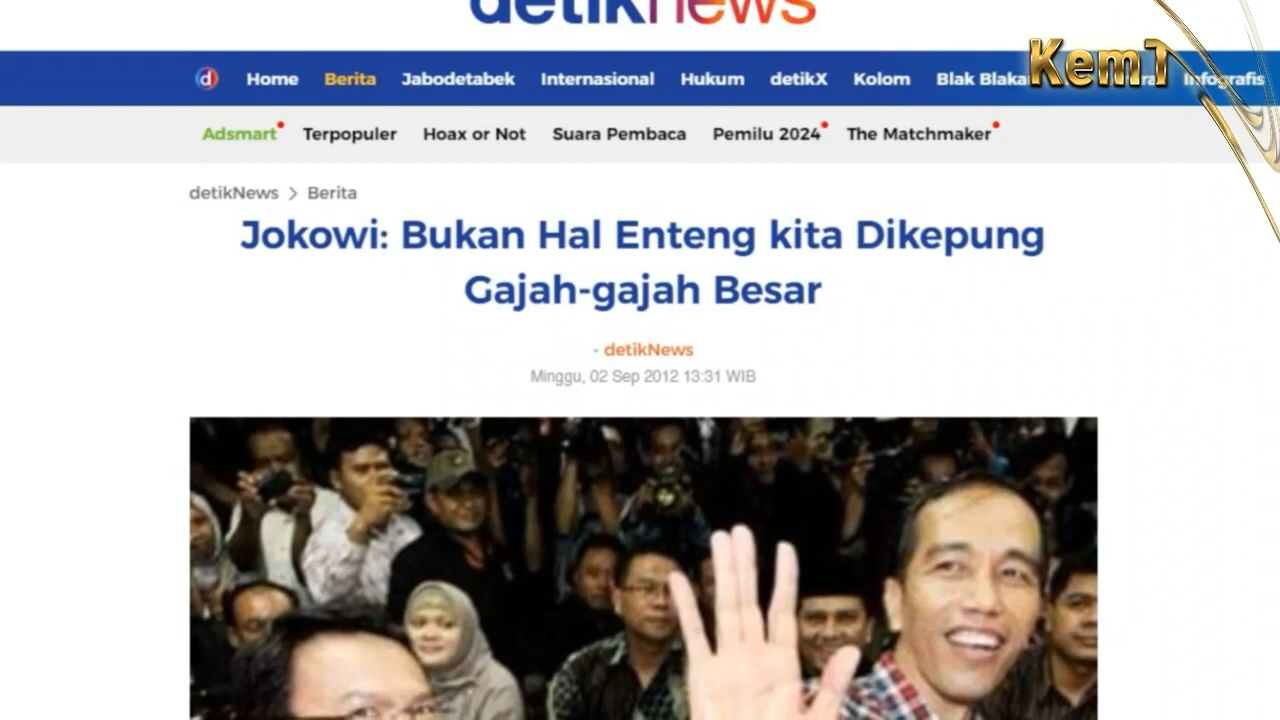 detiknews
Home Berita Jabodetabek Internasional Hukum detikX Kolom Blak Infografis
KemT
Adsmart Terpopuler Hoax or Not Suara Pembaca Pemilu 2024 The Matchmaker
detikNews > Berita
Jokowi: Bukan Hal Enteng kita Dikepung
Gajah-gajah Besar
- detikNews
Minggu, 02 Sep 2012 13:31 WIB